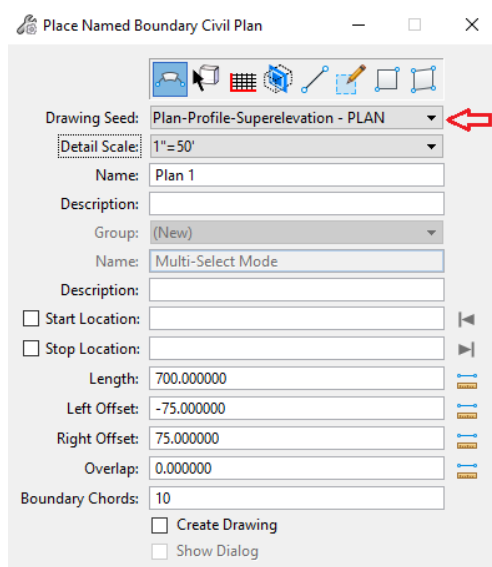 Place Named Boundary Civil Plan
Drawing Seed: Plan-Profile-Superelevation - PLAN
Detail Scale: 1"=50'
Name: Plan 1
Description:
Group: (New)
Name: Multi-Select Mode
Description:
Start Location:
Stop Location:
Length: 700.000000
Left Offset: -75.000000
Right Offset: 75.000000
Overlap: 0.000000
Boundary Chords: 10
Create Drawing
Show Dialog